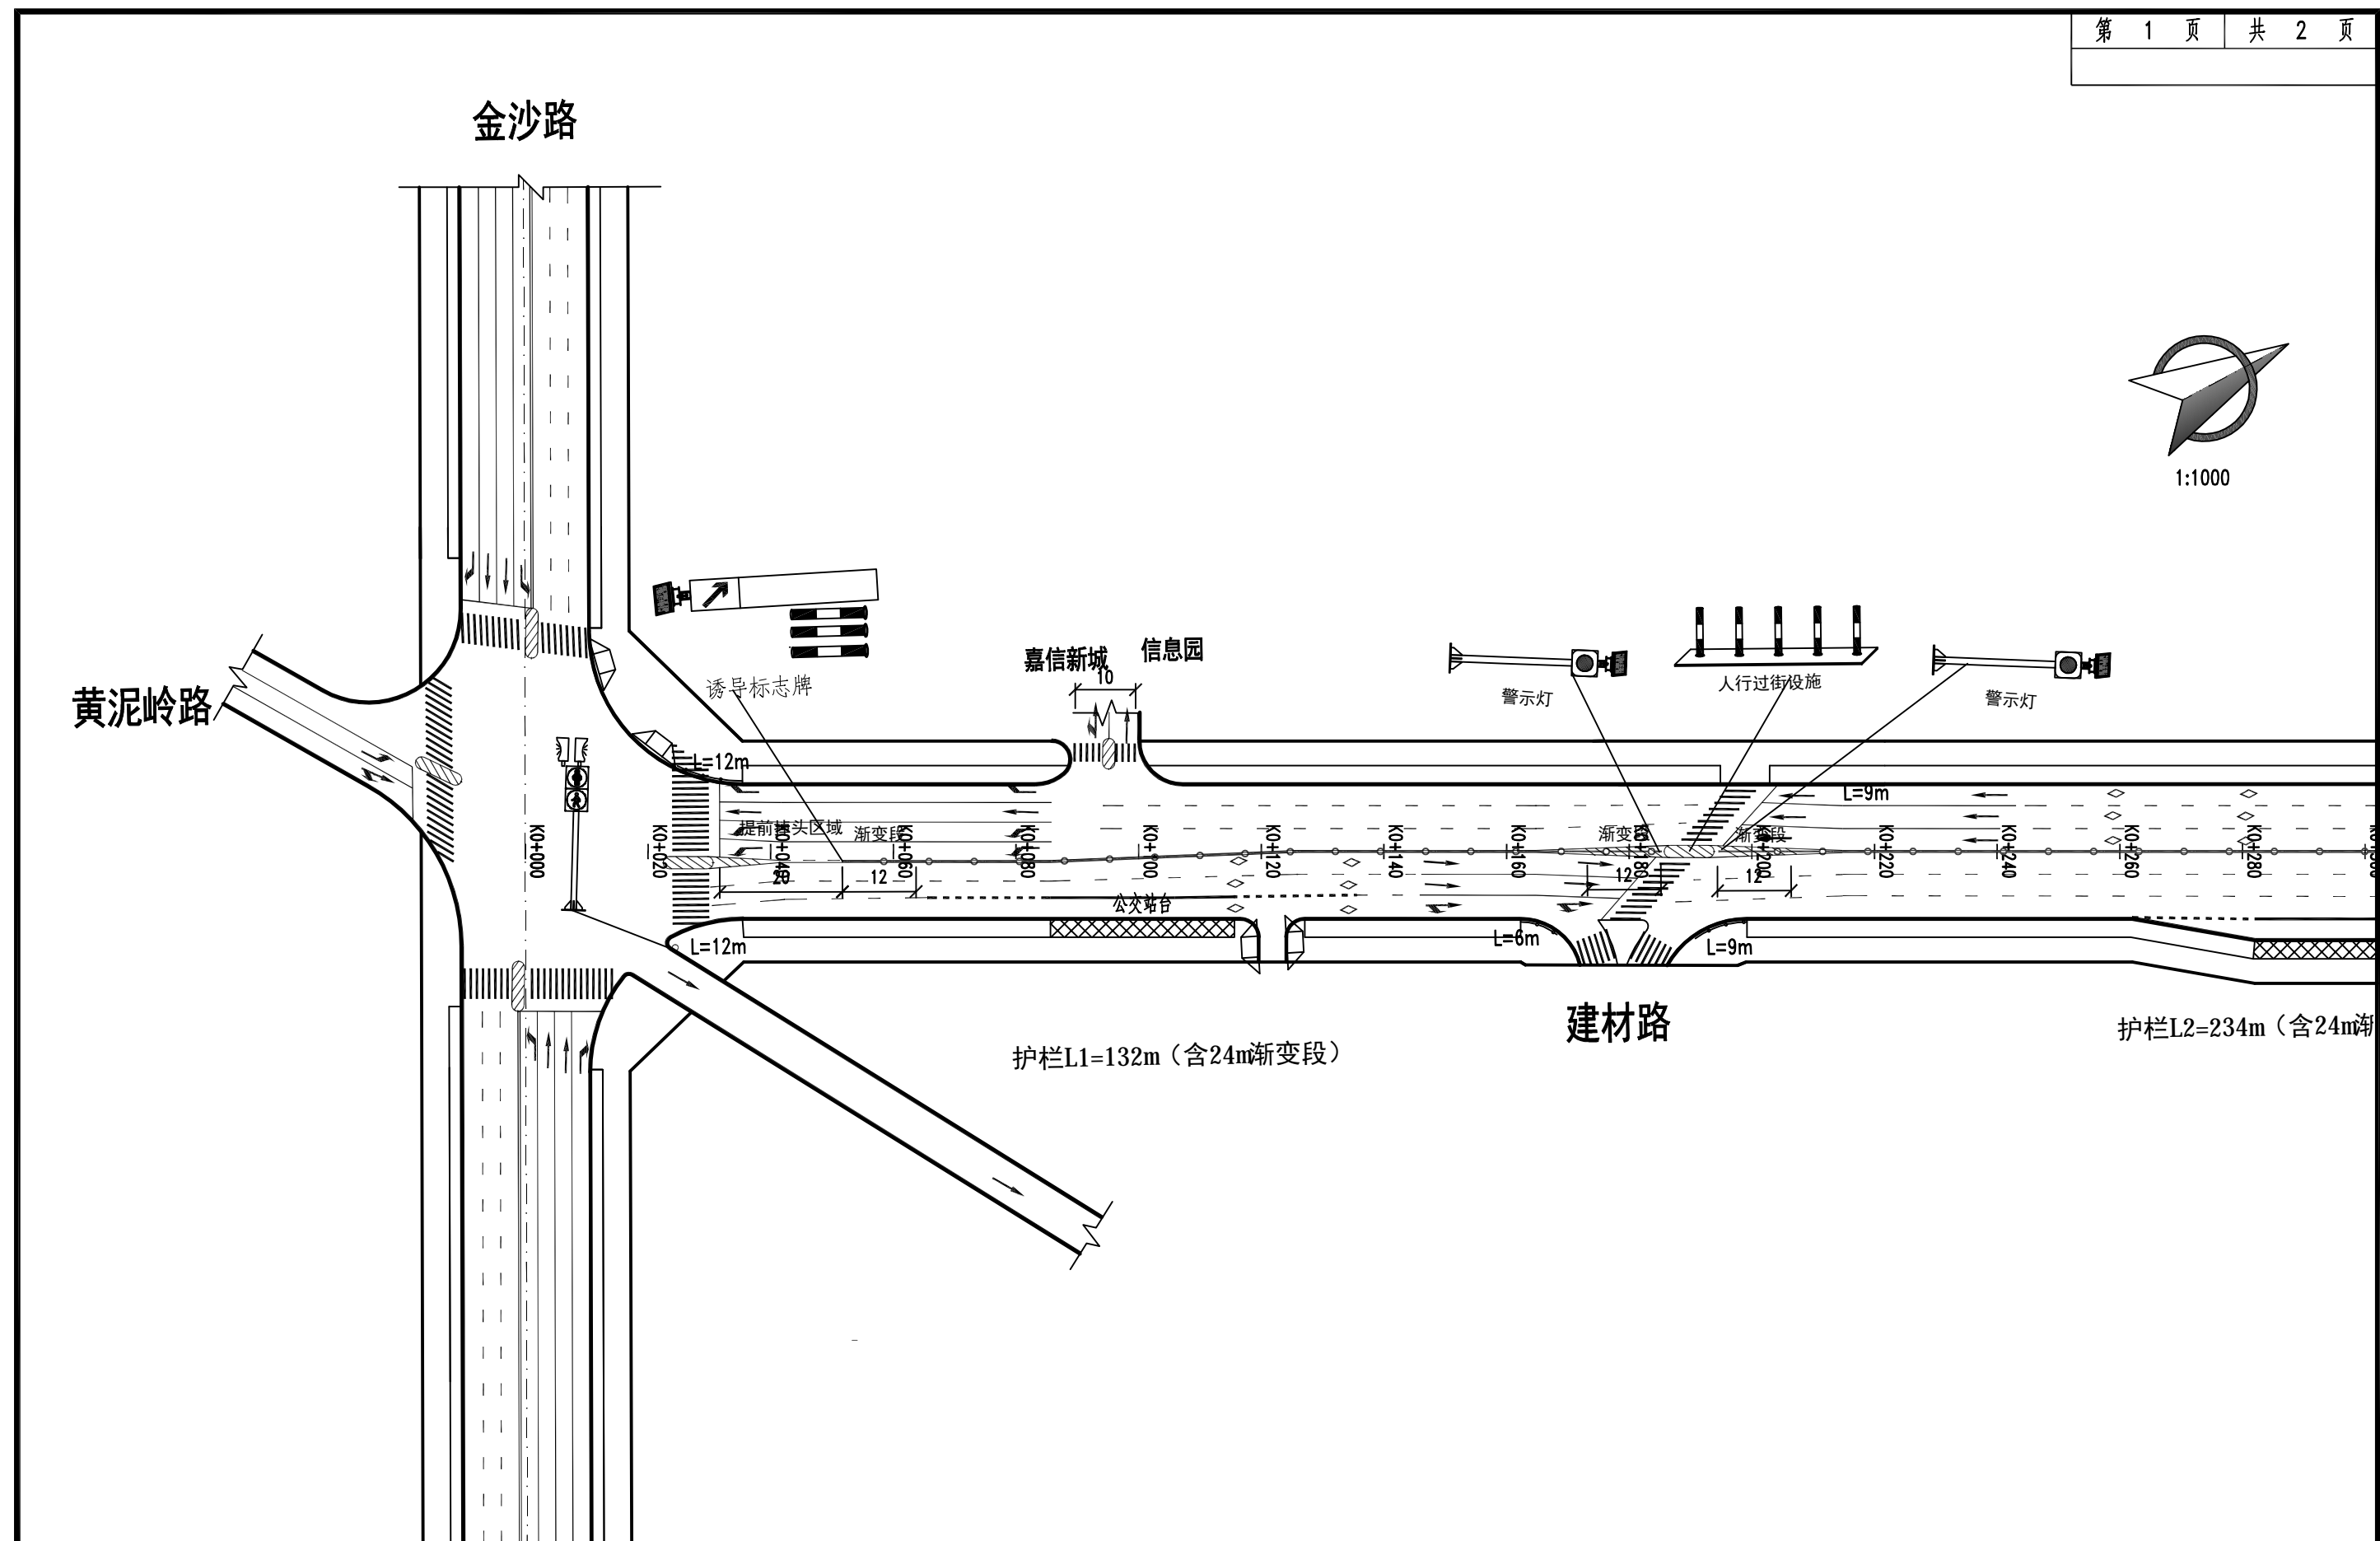 第 1 页 共 2 页
金沙路
1:1000
嘉信新城
信息园
10
诱导标志牌
警示灯
人行过街设施
警示灯
黄泥岭路
L=12m
L=9m
提前掉头区域
渐变段
渐变段
渐变段
K0+00
K0+020
K0+040
K0+060
K0+080
K0+100
K0+120
K0+140
K0+160
K0+180
K0+200
K0+220
K0+240
K0+260
K0+280
20
12
12
12
公交站台
L=12m
L=6m
L=9m
建材路
护栏L1=132m（含24m渐变段）
护栏L2=234m（含24m渐